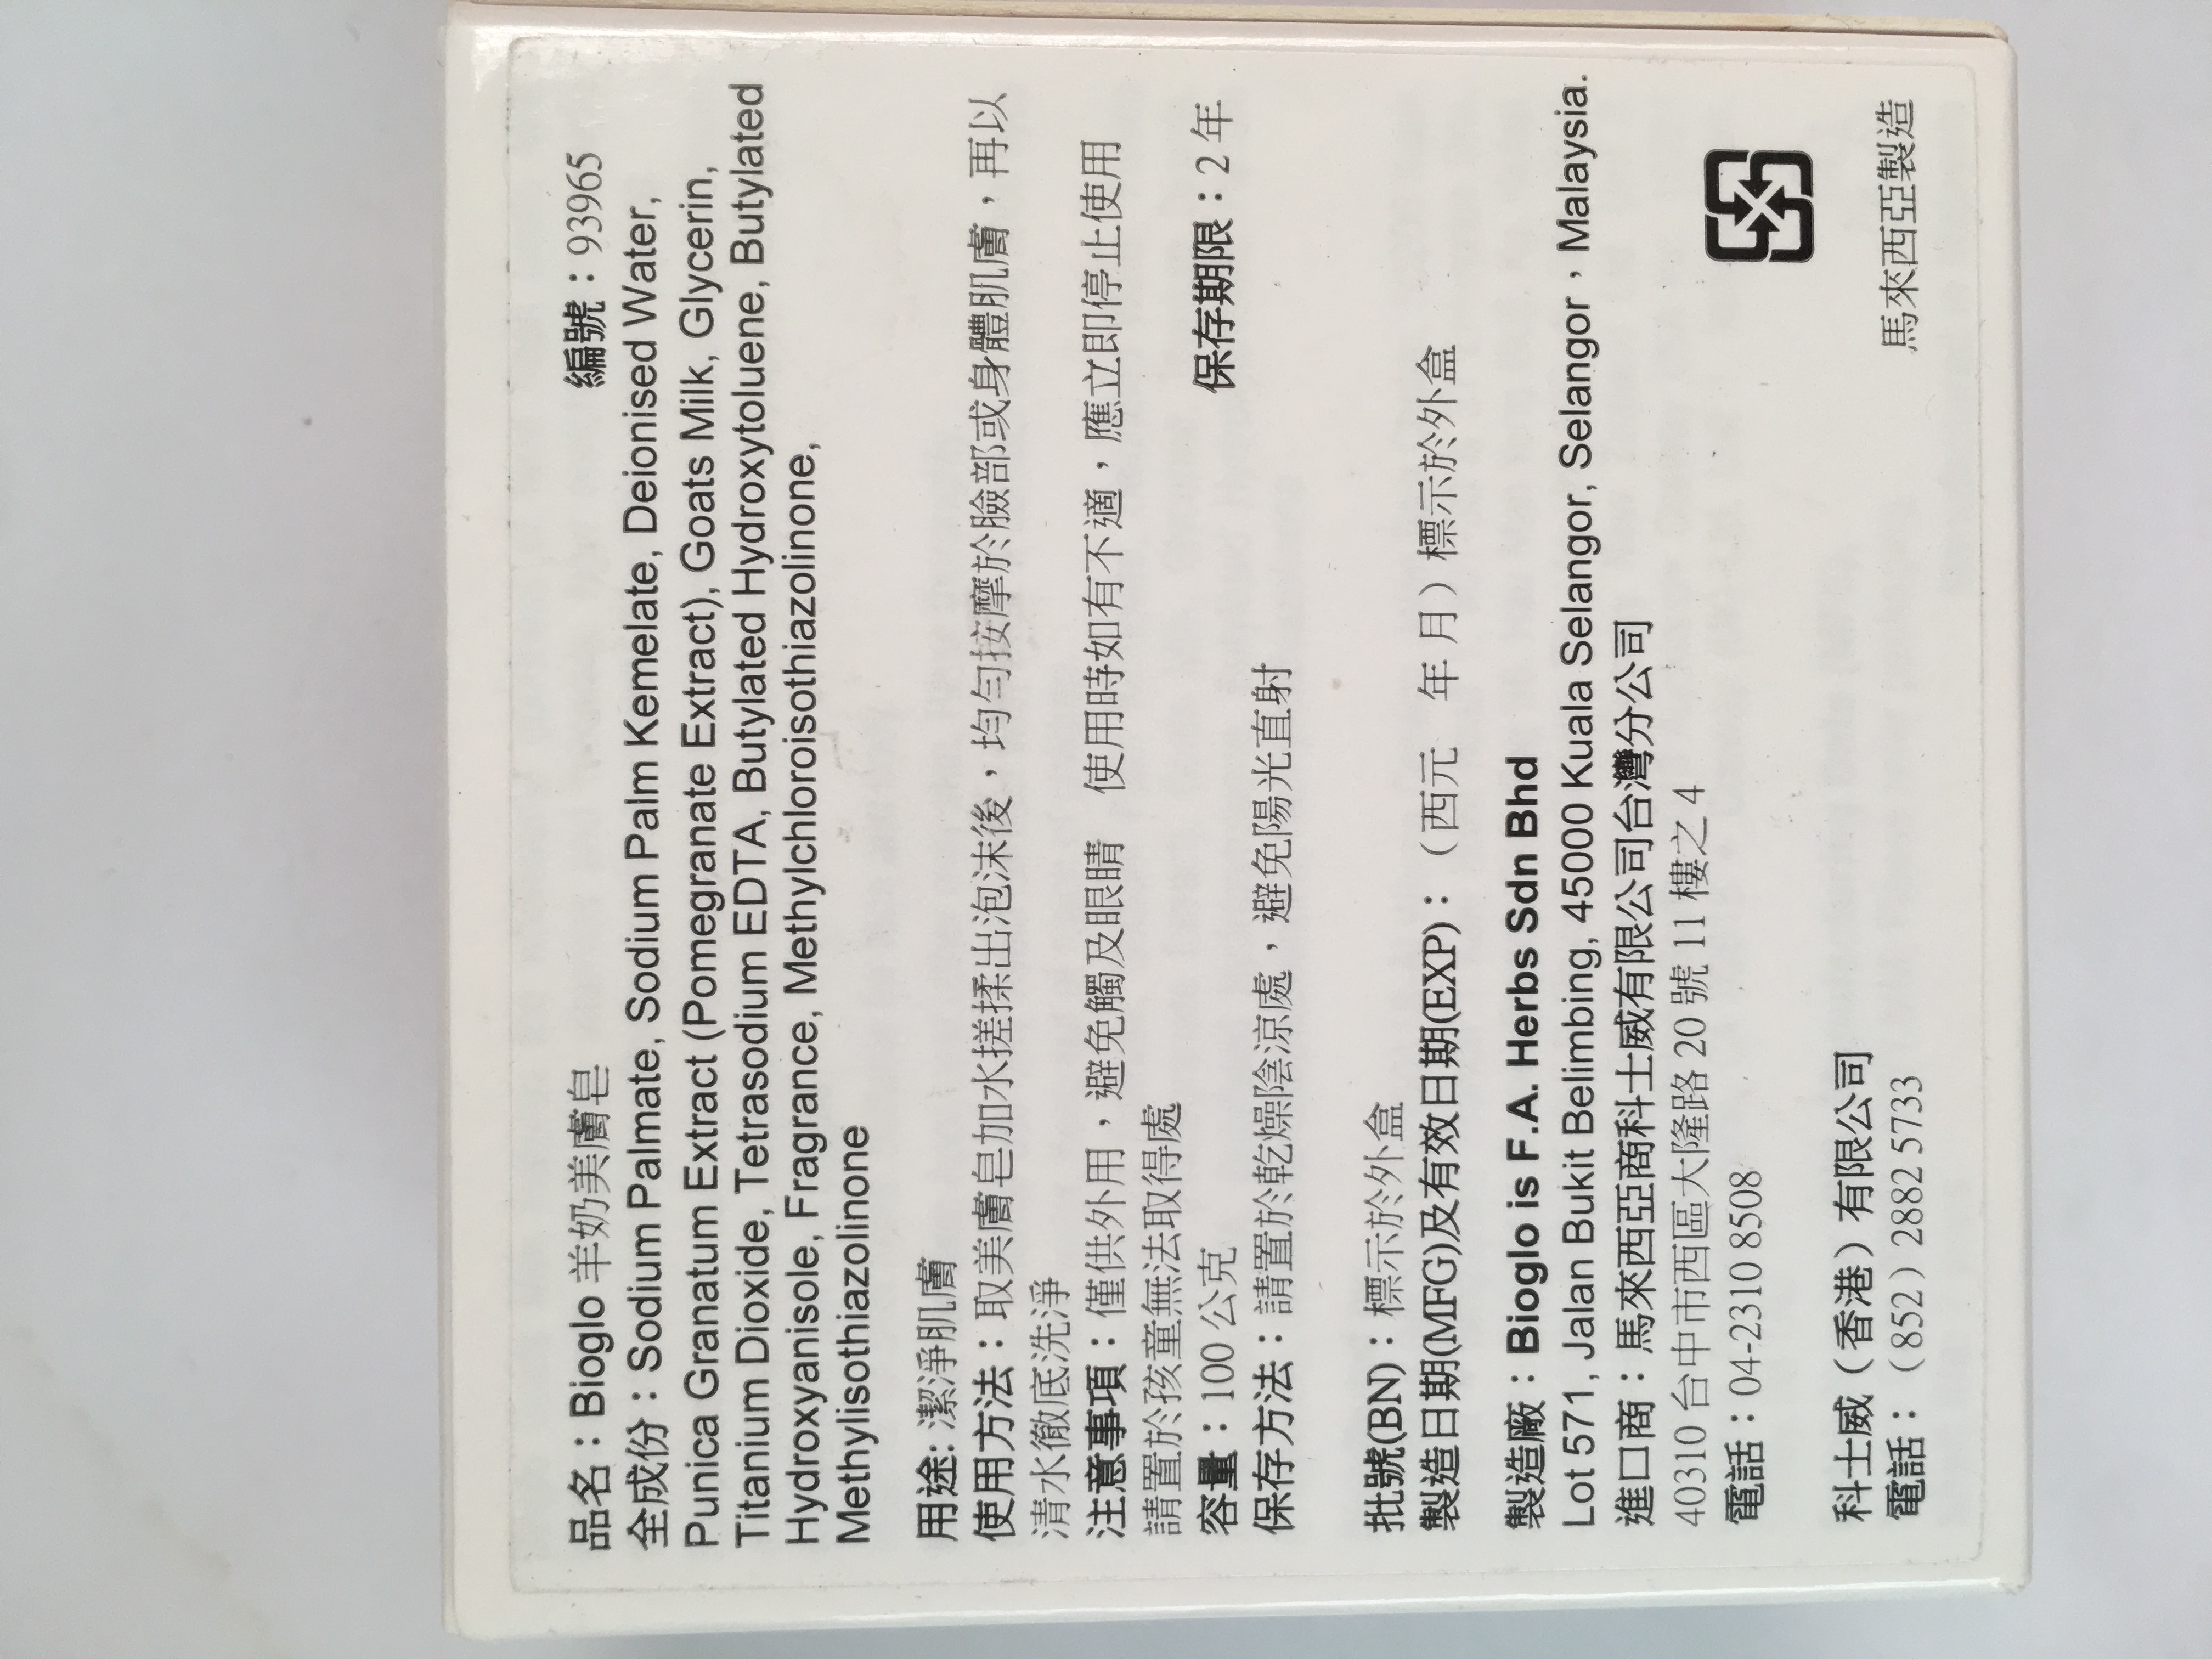 品名：Bioglo 羊奶美膚皂　編號：93965
全成份：Sodium Palmate, Sodium Palm Kemelate, Deionised Water,
Punica Granatum Extract (Pomegranate Extract), Goats Milk, Glycerin,
Titanium Dioxide, Tetrasodium EDTA, Butylated Hydroxytoluene, Butylated
Hydroxyanisole, Fragrance, Methylchloroisothiazolinone,
Methylisothiazolinone
用途: 潔淨肌膚
使用方法：取美膚皂加水搓揉出泡沫後，均勻按摩於臉部或身體肌膚，再以
清水徹底洗淨
注意事項：僅供外用，避免觸及眼睛　使用時如有不適，應立即停止使用
請置於孩童無法取得處
容量：100 公克　保存期限：2 年
保存方法：請置於乾燥陰涼處，避免陽光直射
批號(BN)：標示於外盒
製造日期(MFG)及有效日期(EXP)：（西元　年 月）標示於外盒
製造廠：Bioglo is F.A. Herbs Sdn Bhd
Lot 571, Jalan Bukit Belimbing, 45000 Kuala Selangor, Selangor，Malaysia.
進口商：馬來西亞商科士威有限公司台灣分公司
40310 台中市西區大隆路 20 號 11 樓之 4
電話：04-2310 8508
科士威（香港）有限公司
電話：（852）2882 5733　馬來西亞製造